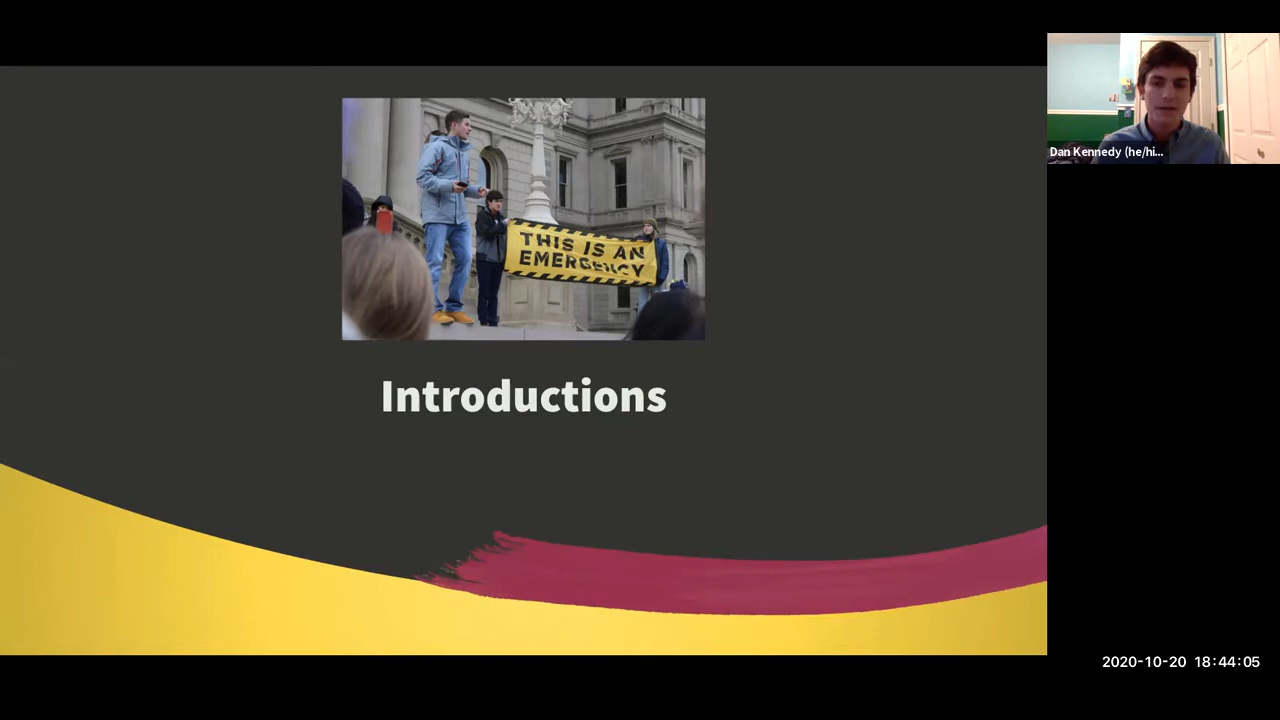 THIS IS AN
EMERGENCY
Introductions
Dan Kennedy (he/hi...
2020-10-20 18:44:05